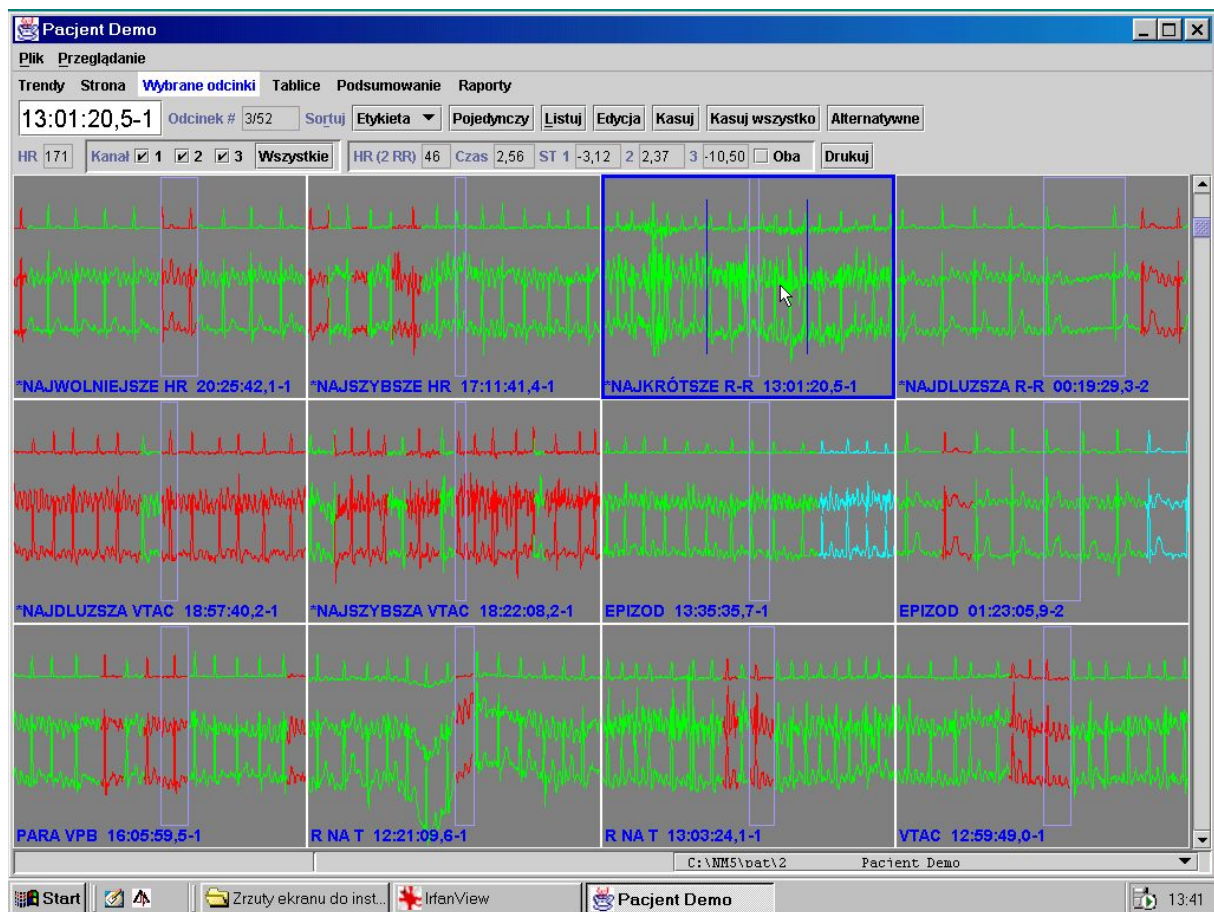 Pacjent Demo
Plik Przeglądanie
Trendy Strona Wybrane odcinki Tablice Podsumowanie Raporty
13:01:20,5-1 Odcinek # 3/52 Sortuj Etykieta Pojedynczy Listuj Edycja Kasuj Kasuj wszystko Alternatywne
HR 171 Kanał 1 2 3 Wszystkie HR (2 RR) 46 Czas 2,56 ST 1 -3,12 2 2,37 3 -10,50 Oba Drukuj
*NAJWOLNIEJSZE HR 20:25:42,1-1 *NAJSZYBSZE HR 17:11:41,4-1 *NAJKRÓTSZE R-R 13:01:20,5-1 *NAJDLUZSZA R-R 00:19:29,3-2
*NAJDLUZSZA VTAC 18:57:40,2-1 *NAJSZYBSZA VTAC 18:22:08,2-1 EPIZOD 13:35:35,7-1 EPIZOD 01:23:05,9-2
PARA VPB 16:05:59,5-1 R NA T 12:21:09,6-1 R NA T 13:03:24,1-1 VTAC 12:59:49,0-1
C:\NM5\pat\2 Pacjent Demo
Start Zrzuty ekranu do inst... IrfanView Pacjent Demo 13:41